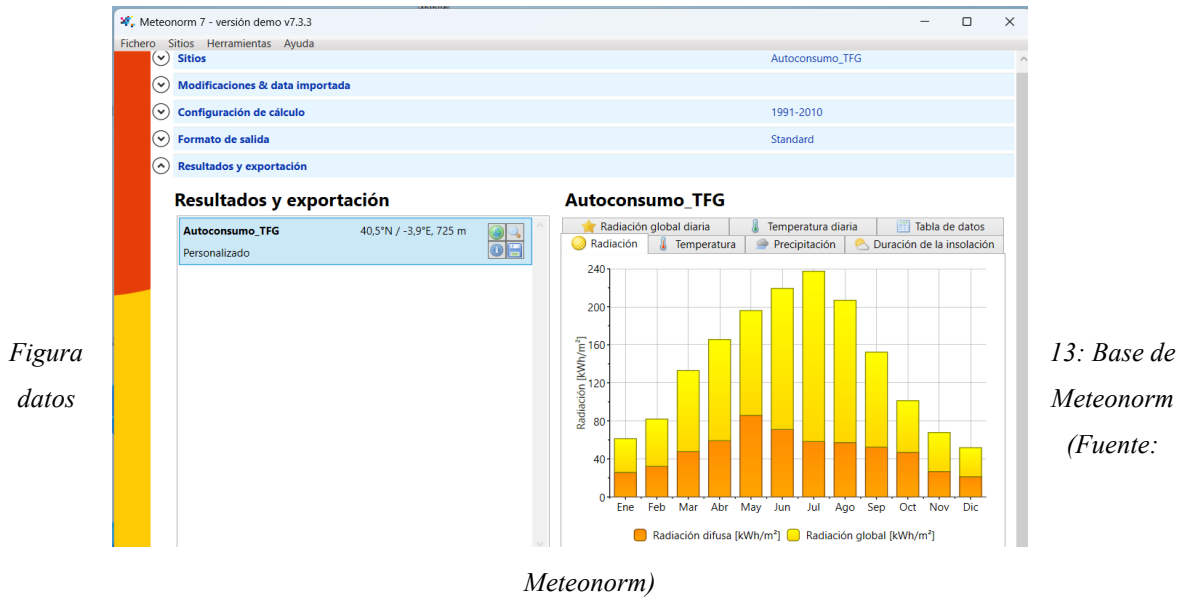 Meteonorm 7 - versión demo v7.3.3
Fichero Sitios Herramientas Ayuda
Sitios Autoconsumo_TFG
Modificaciones & data importada
Configuración de cálculo 1991-2010
Formato de salida Standard
Resultados y exportación
Resultados y exportación
Autoconsumo_TFG 40,5°N / -3,9°E, 725 m
Personalizado
Autoconsumo_TFG
Radiación global diaria Temperatura diaria Tabla de datos
Radiación Temperatura Precipitación Duración de la insolación
Radiación [kWh/m²]
240
200
160
120
80
40
0
Ene Feb Mar Abr May Jun Jul Ago Sep Oct Nov Dic
Radiación difusa [kWh/m²] Radiación global [kWh/m²]
Figura 13: Base de
datos Meteonorm
(Fuente:
Meteonorm)